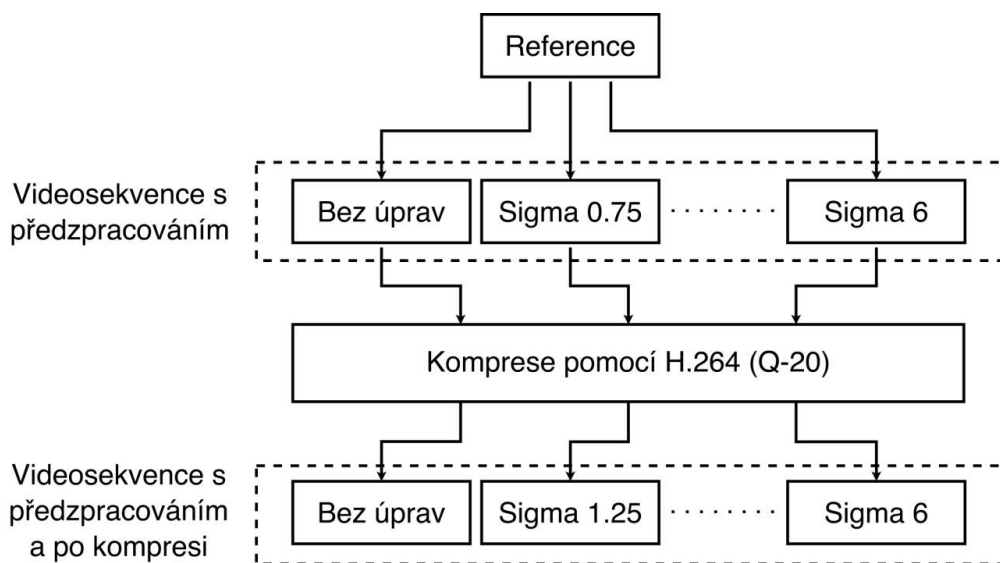 Reference
Videosekvence s
předzpracováním
Bez úprav
Sigma 0.75
Sigma 6
Komprese pomocí H.264 (Q-20)
Videosekvence s
předzpracováním
a po kompresi
Bez úprav
Sigma 1.25
Sigma 6